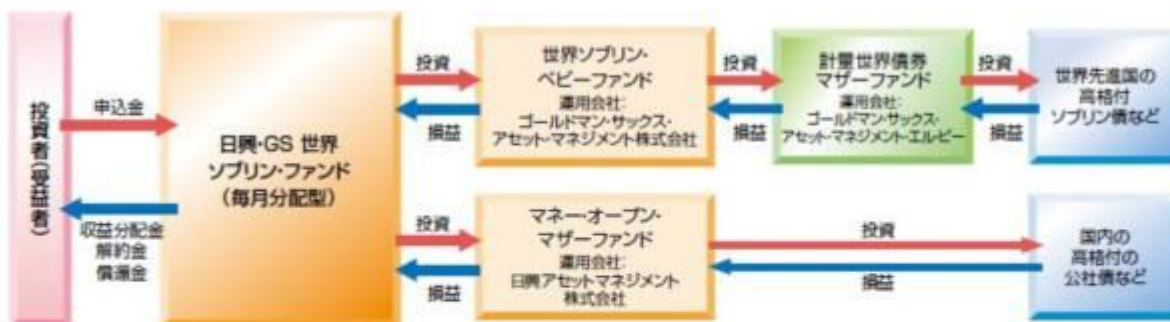 投資者(受益者)
申込金
収益分配金
解約金
償還金
日興・GS 世界
ソブリン・ファンド
(毎月分配型)
投資
損益
世界ソブリン・
ベビーファンド
運用会社:
ゴールドマン・サックス・
アセット・マネジメント株式会社
投資
損益
計量世界債券
マザーファンド
運用会社:
ゴールドマン・サックス・
アセット・マネジメント・エルピー
投資
損益
世界先進国の
高格付
ソブリン債など
投資
損益
マネー・オープン・
マザーファンド
運用会社:
日興アセットマネジメント
株式会社
投資
損益
国内の
高格付の
公社債など